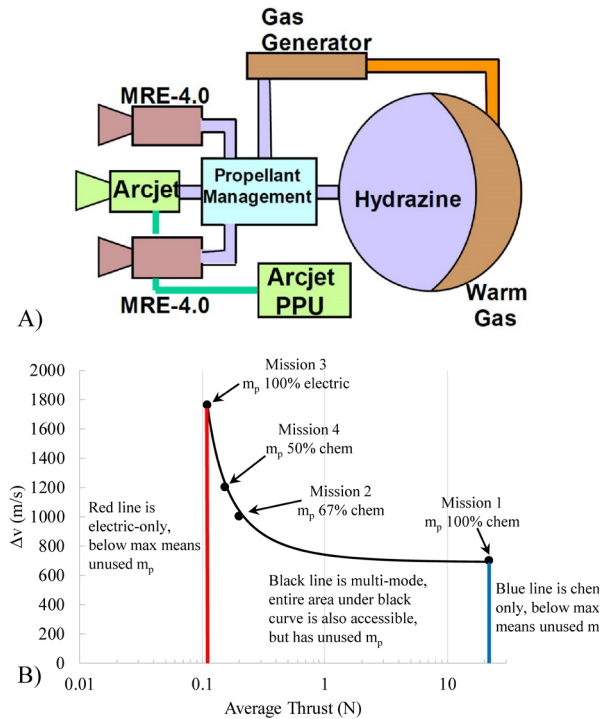 Gas
Generator
MRE-4.0
Arcjet
Propellant
Management
Hydrazine
MRE-4.0
Arcjet
PPU
Warm
Gas
A)
2000
1800
1600
1400
1200
1000
800
600
400
200
0
Δv (m/s)
Mission 3
mₚ 100% electric
Mission 4
mₚ 50% chem
Mission 2
mₚ 67% chem
Mission 1
mₚ 100% chem
Red line is
electric-only,
below max means
unused mₚ
Black line is multi-mode,
entire area under black
curve is also accessible,
but has unused mₚ
Blue line is chem
only, below max
means unused m
0.01
0.1
1
10
Average Thrust (N)
B)